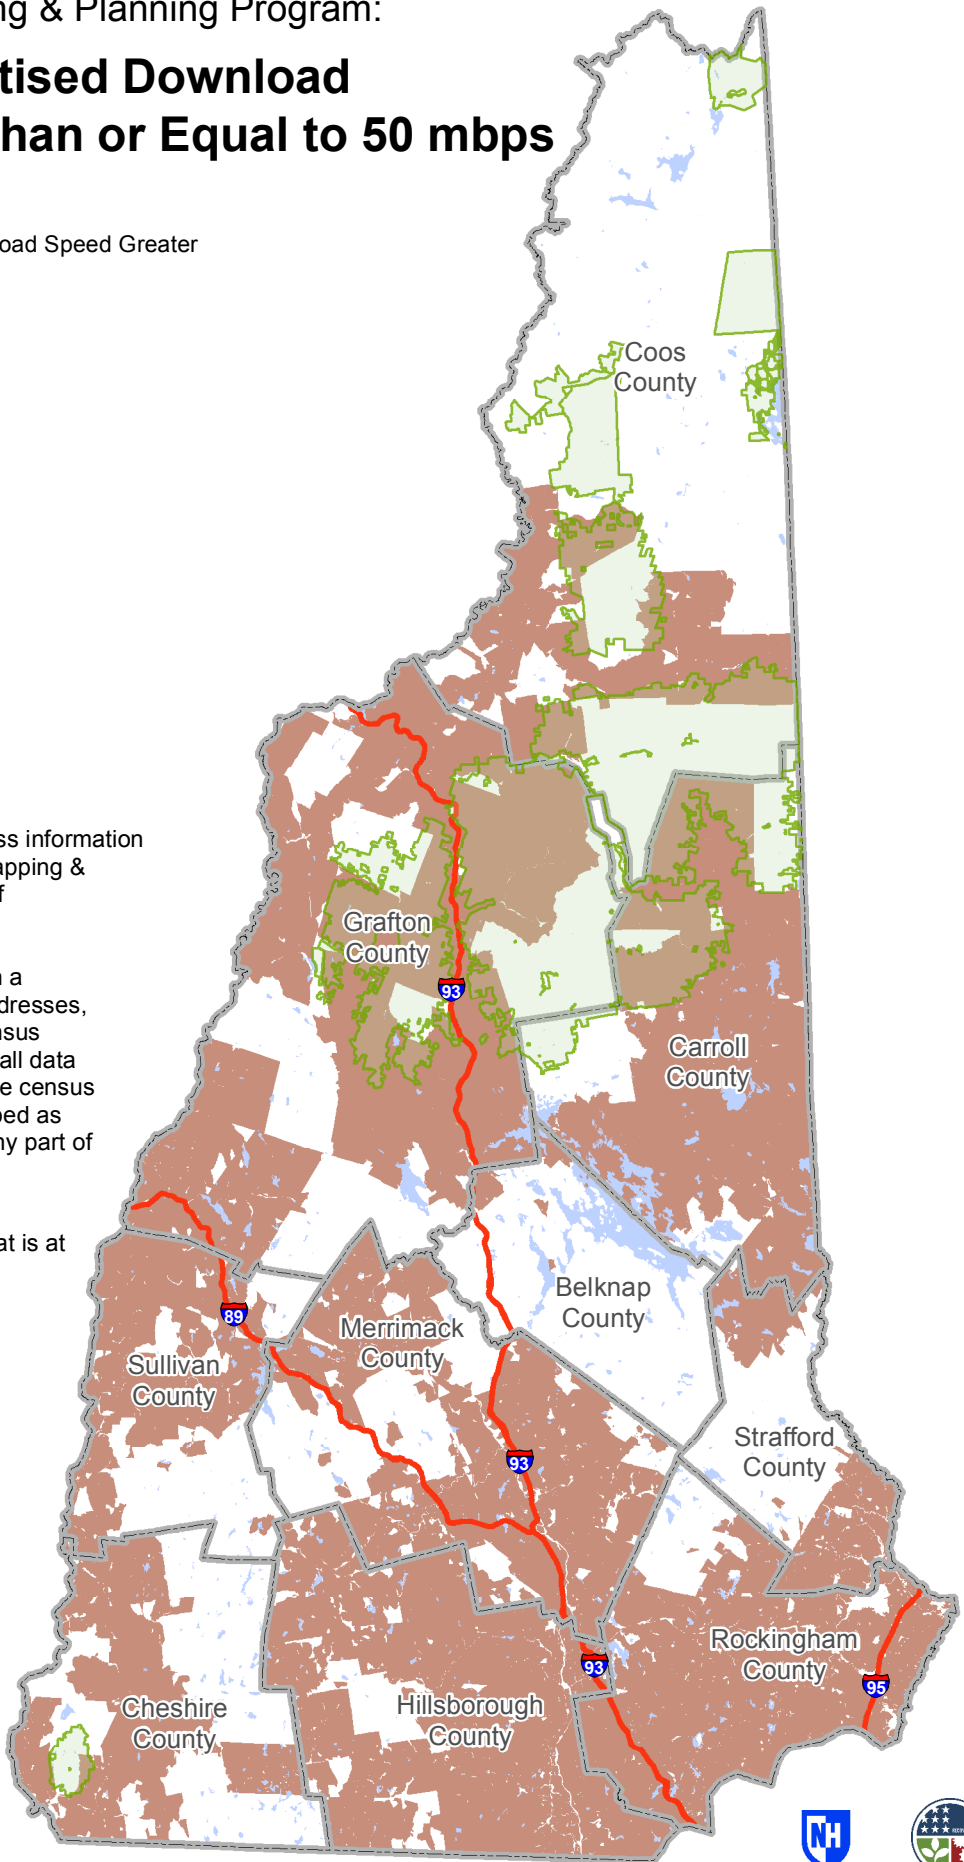 ng & Planning Program:
tised Download
han or Equal to 50 mbps
oad Speed Greater
Coos
County
ss information
apping &
f
Grafton
County
n a
93
dresses,
nsus
all data
Carroll
County
e census
ped as
ny part of
at is at
Belknap
County
89
Merrimack
County
Sullivan
County
Strafford
County
93
Rockingham
County
93
95
Cheshire
County
Hillsborough
County
NH